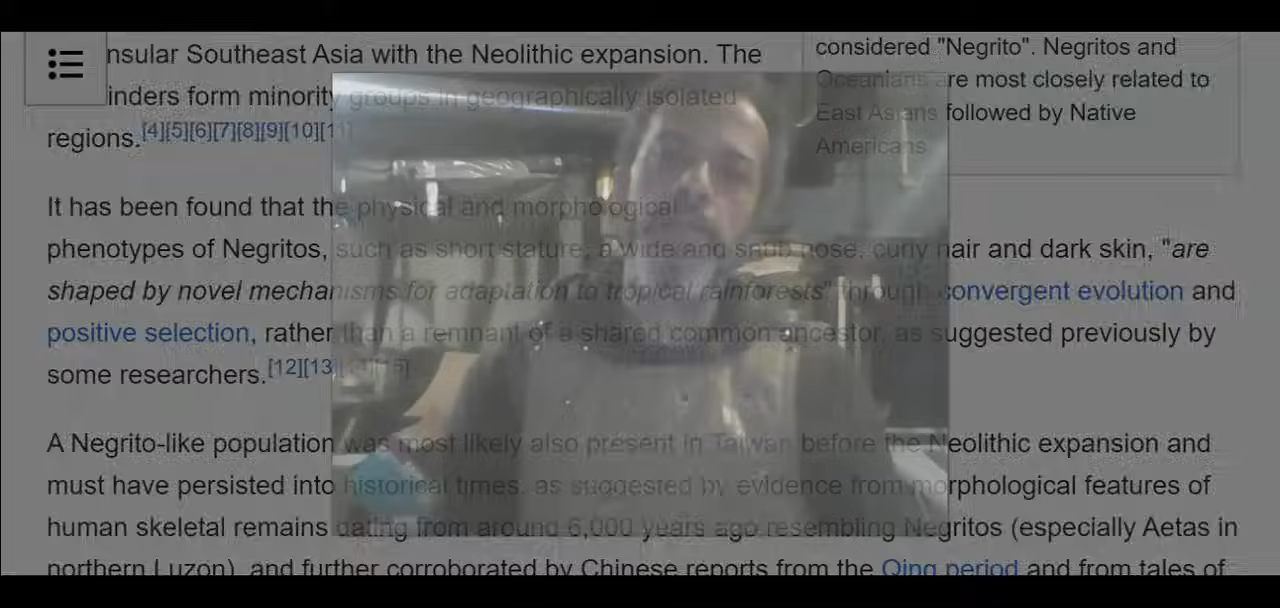 nsular Southeast Asia with the Neolithic expansion. The
inders form minority groups in geographically isolated
regions.[4][5][6][7][8][9][10][11]
considered "Negrito". Negritos and
Oceanians are most closely related to
East Asians followed by Native
Americans
It has been found that the physical and morphological
phenotypes of Negritos, such as short stature, a wide and snub nose, curly hair and dark skin, "are
shaped by novel mechanisms for adaptation to tropical rainforests" through convergent evolution and
positive selection, rather than a remnant of a shared common ancestor, as suggested previously by
some researchers.[12][13][14][15]
A Negrito-like population was most likely also present in Taiwan before the Neolithic expansion and
must have persisted into historical times, as suggested by evidence from morphological features of
human skeletal remains dating from around 6,000 years ago resembling Negritos (especially Aetas in
northern Luzon), and further corroborated by Chinese reports from the Qing period and from tales of